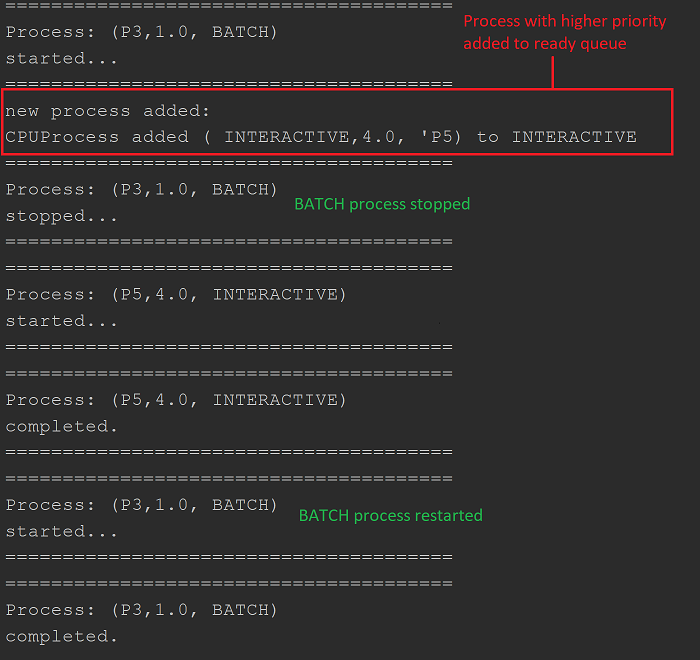 =======================================
Process: (P3,1.0, BATCH)
started...
=======================================
Process with higher priority
added to ready queue
new process added:
CPUProcess added ( INTERACTIVE,4.0, 'P5) to INTERACTIVE
=======================================
Process: (P3,1.0, BATCH)
stopped...
BATCH process stopped
=======================================
=======================================
Process: (P5,4.0, INTERACTIVE)
started...
=======================================
=======================================
Process: (P5,4.0, INTERACTIVE)
completed.
=======================================
=======================================
Process: (P3,1.0, BATCH)
started...
BATCH process restarted
=======================================
=======================================
Process: (P3,1.0, BATCH)
completed.